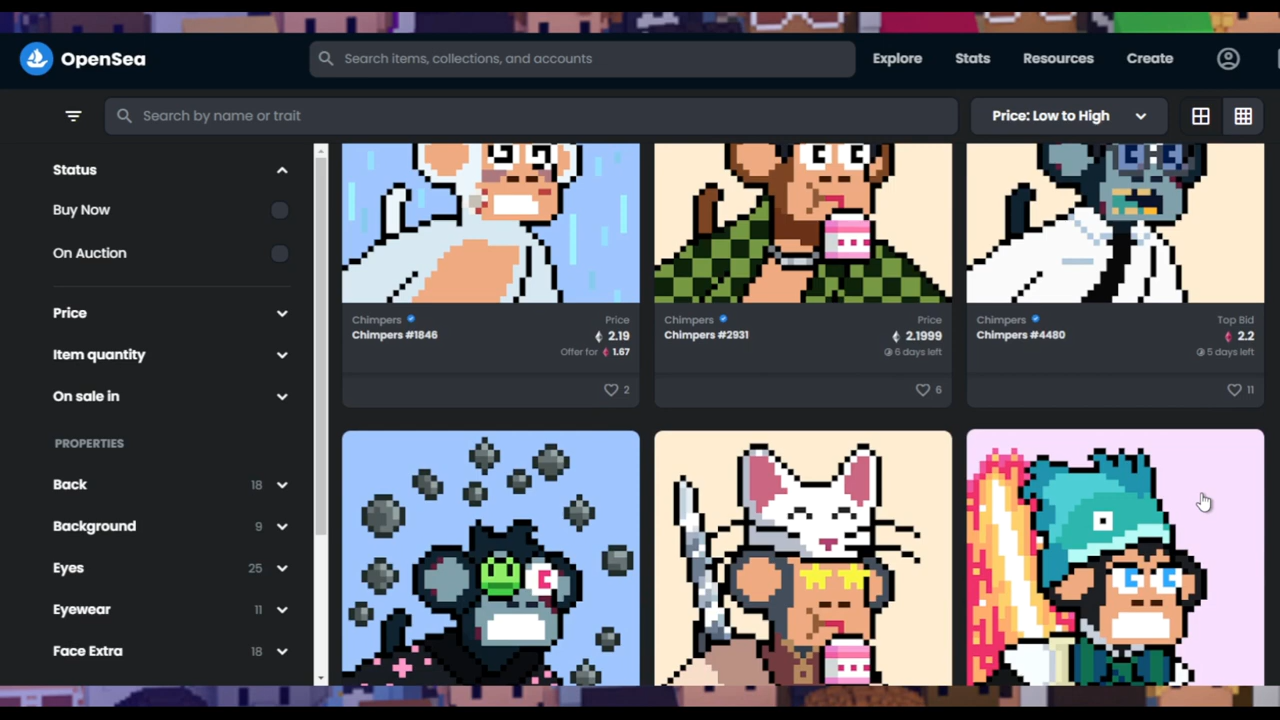 OpenSea
Search items, collections, and accounts
Explore
Stats
Resources
Create
Search by name or trait
Price: Low to High
Status
Buy Now
On Auction
Price
Item quantity
On sale in
PROPERTIES
Back 18
Background 9
Eyes 25
Eyewear 11
Face Extra 18
Chimpers Price
Chimpers #1846 2.19
Offer for 1.67
2
Chimpers Price
Chimpers #2931 2.1999
6 days left
6
Chimpers Top Bid
Chimpers #4480 2.2
5 days left
11